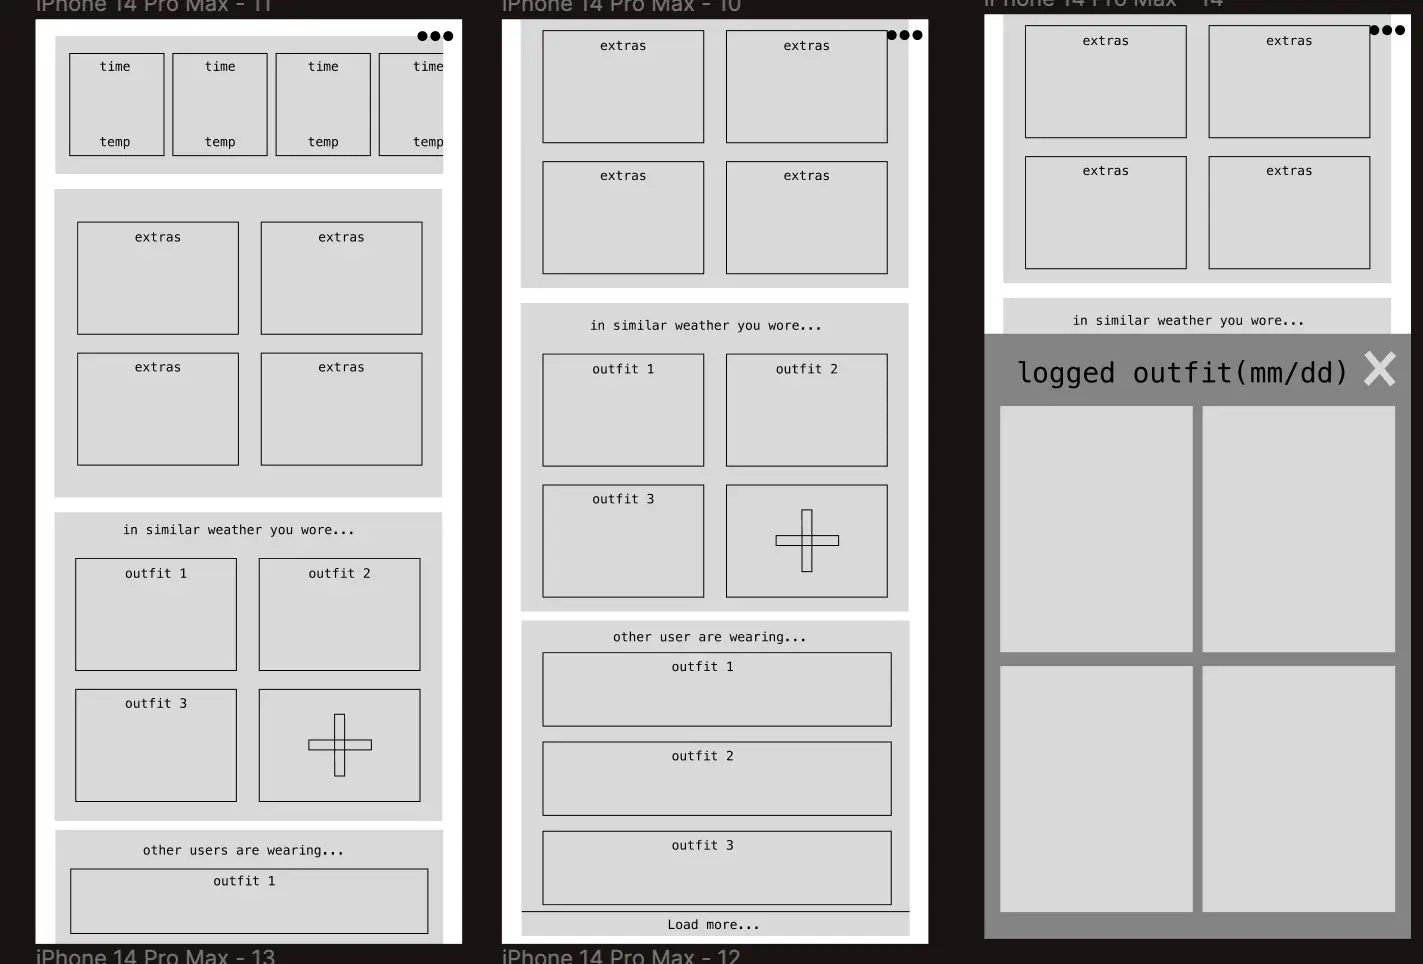 iPhone 14 Pro Max - 11
time time time time
temp temp temp temp
extras extras
extras extras
in similar weather you wore...
outfit 1 outfit 2
outfit 3
other users are wearing...
outfit 1
iPhone 14 Pro Max - 13
iPhone 14 Pro Max - 10
extras extras
extras extras
in similar weather you wore...
outfit 1 outfit 2
outfit 3
other user are wearing...
outfit 1
outfit 2
outfit 3
Load more...
iPhone 14 Pro Max - 12
iPhone 14 Pro Max - 14
extras extras
extras extras
in similar weather you wore...
logged outfit(mm/dd)